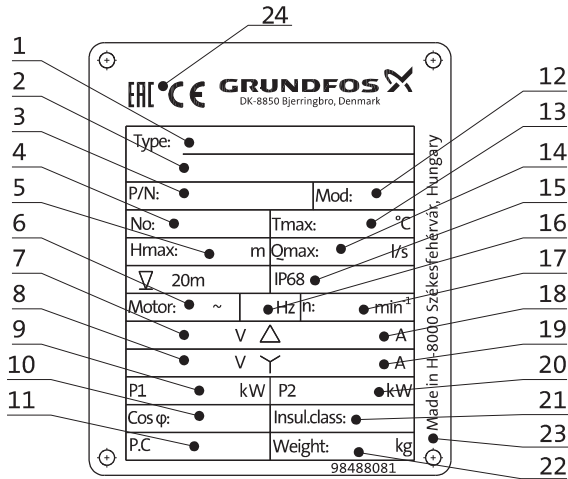 24
1
2
3
4
5
6
7
8
9
10
11
EAC CE GRUNDFOS X
DK-8850 Bjerringbro, Denmark
Type:
P/N: Mod:
No: Tmax: °C
Hmax: m Qmax: l/s
20m IP68
Motor: ~ Hz n: min⁻¹
V △ A
V Y A
P1 kW P2 kW
Cos φ: Insul.class:
P.C Weight: kg
98488081
Made in H-8000 Székesfehérvár, Hungary
12
13
14
15
16
17
18
19
20
21
23
22